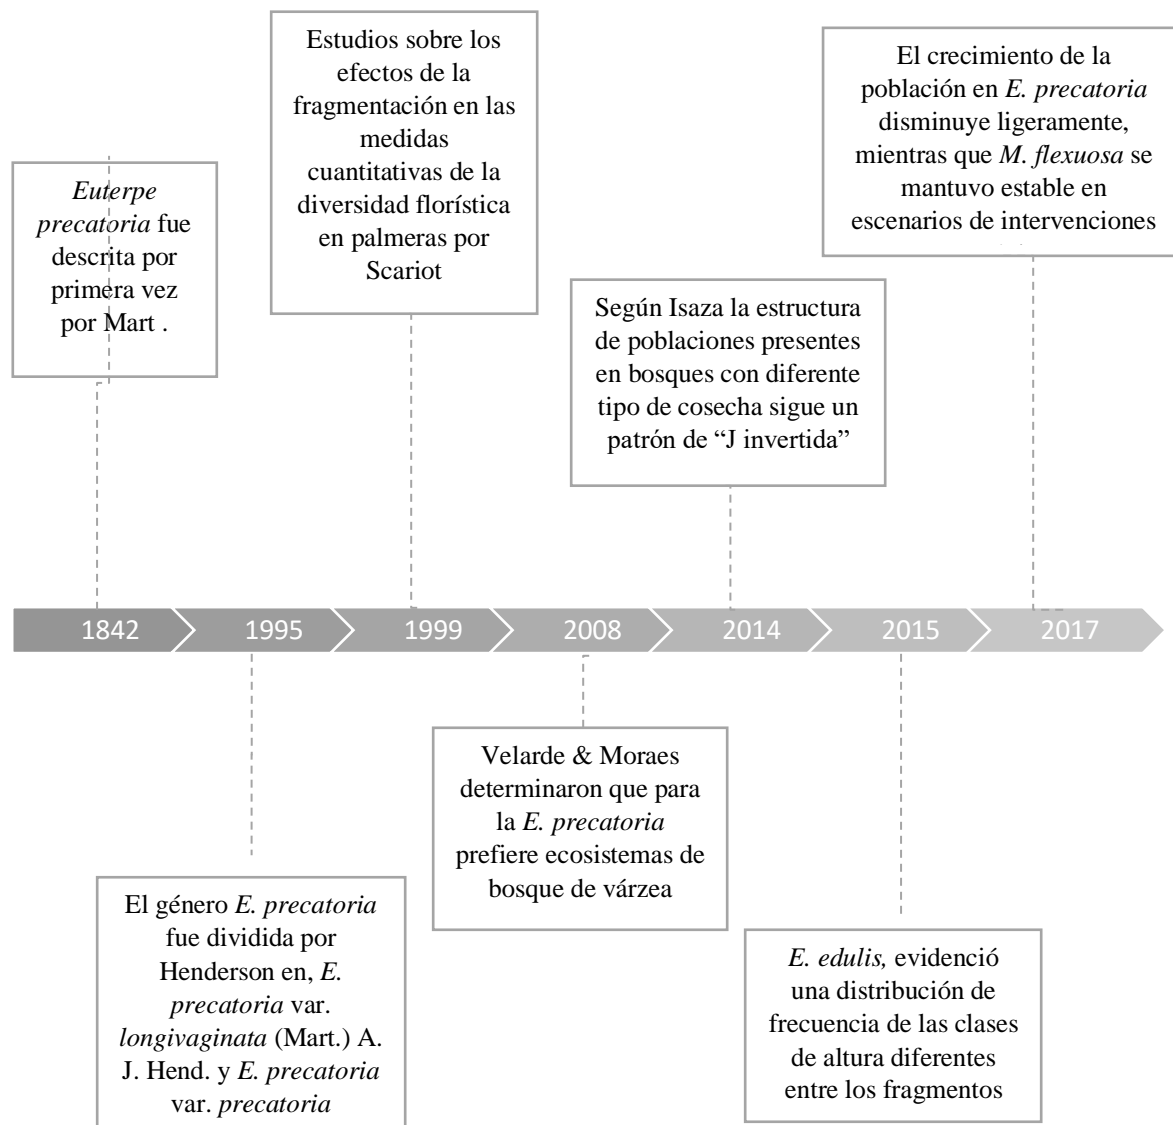 Estudios sobre los
efectos de la
fragmentación en las
medidas
cuantitativas de la
diversidad florística
en palmeras por
Scariot
El crecimiento de la
población en E. precatoria
disminuye ligeramente,
mientras que M. flexuosa se
mantuvo estable en
escenarios de intervenciones
Euterpe
precatoria fue
descrita por
primera vez
por Mart .
Según Isaza la estructura
de poblaciones presentes
en bosques con diferente
tipo de cosecha sigue un
patrón de “J invertida”
1842
1995
1999
2008
2014
2015
2017
Velarde & Moraes
determinaron que para
la E. precatoria
prefiere ecosistemas de
bosque de várzea
El género E. precatoria
fue dividida por
Henderson en, E.
precatoria var.
longivaginata (Mart.) A.
J. Hend. y E. precatoria
var. precatoria
E. edulis, evidenció
una distribución de
frecuencia de las clases
de altura diferentes
entre los fragmentos